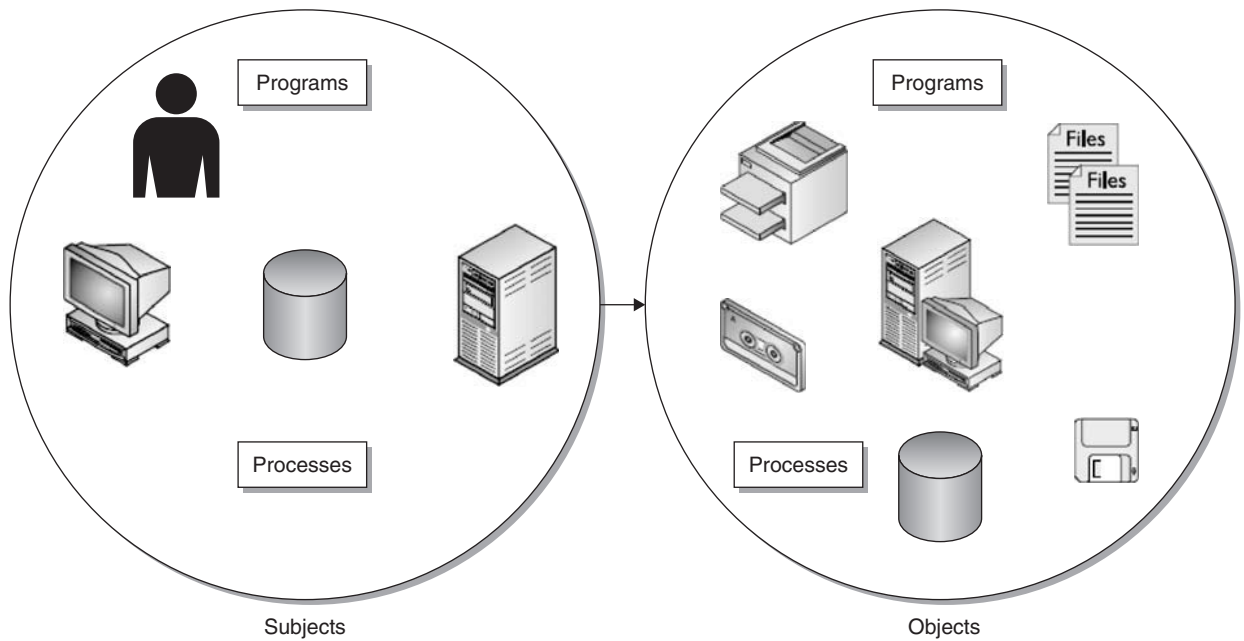 Programs
Programs
Files
Files
Processes
Processes
Subjects
Objects